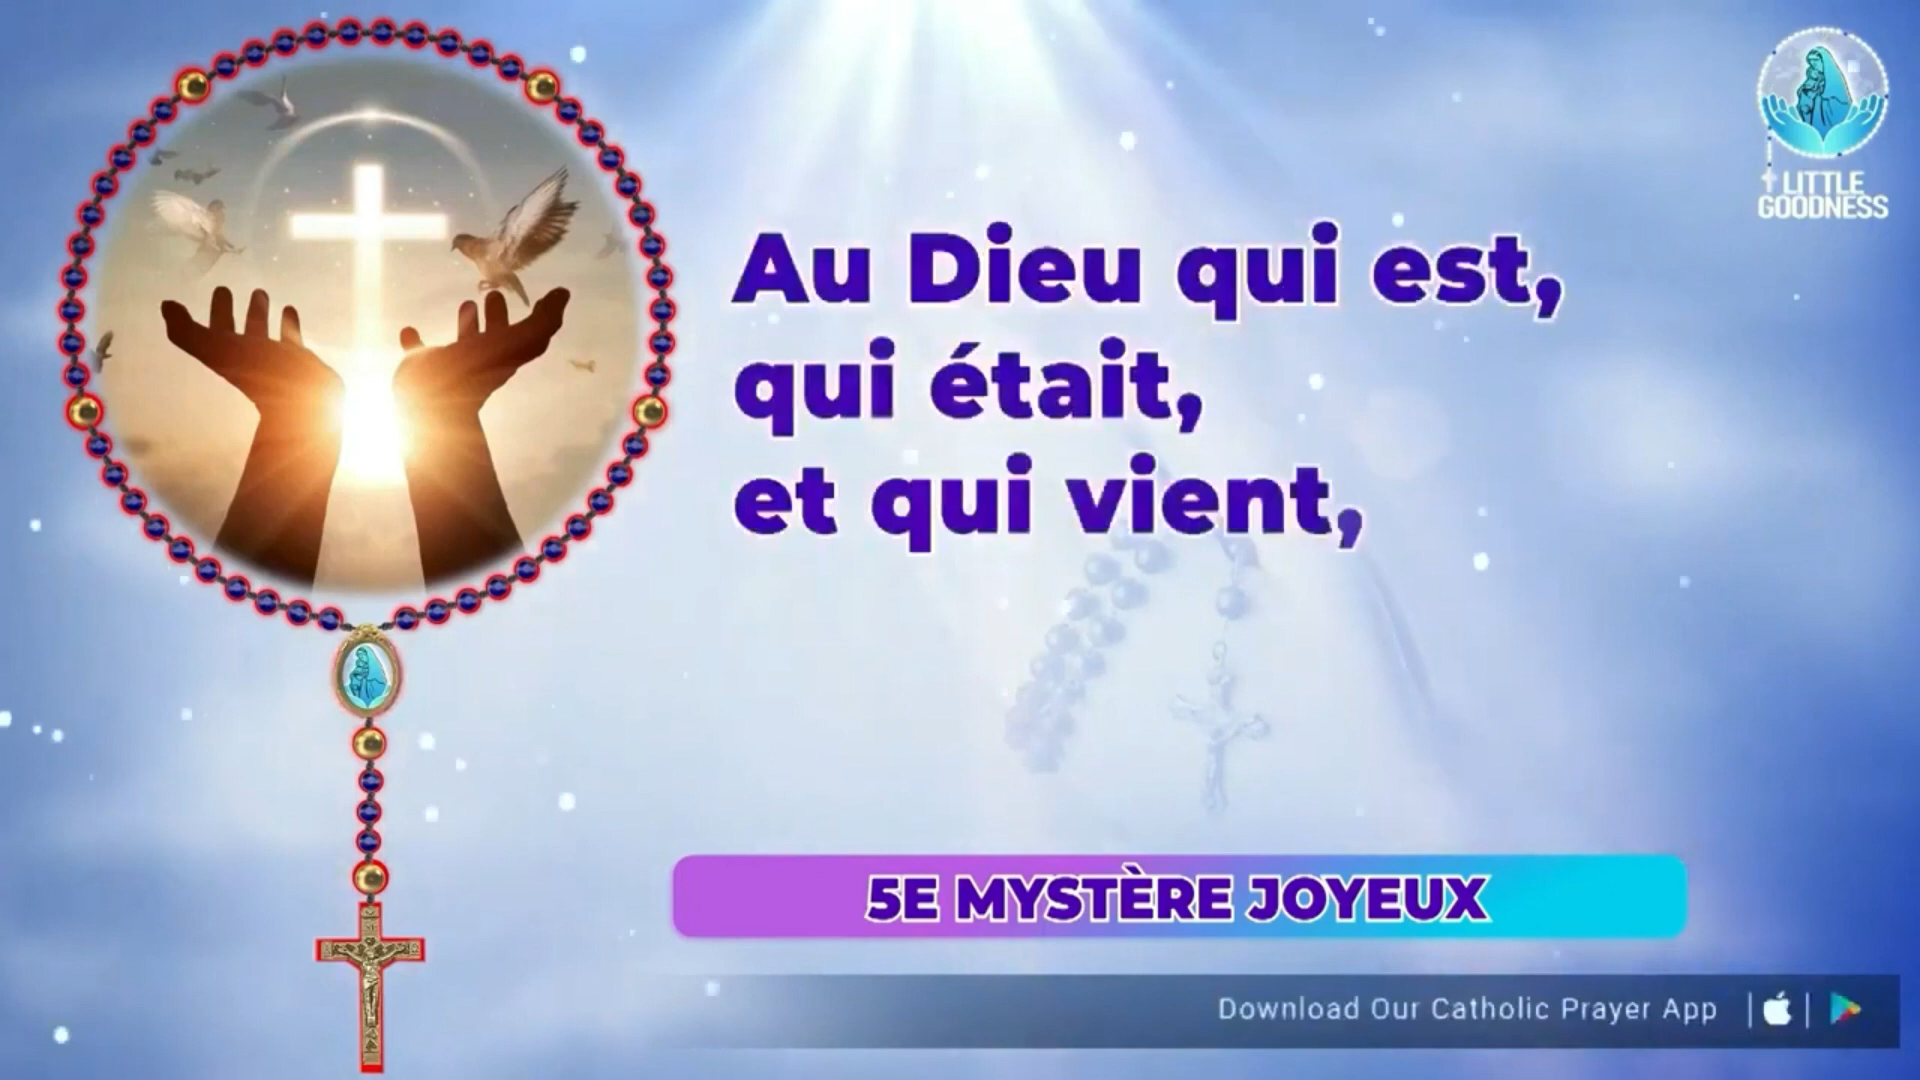 Au Dieu qui est,
qui était,
et qui vient,
5E MYSTÈRE JOYEUX
Download Our Catholic Prayer App
LITTLE
GOODNESS